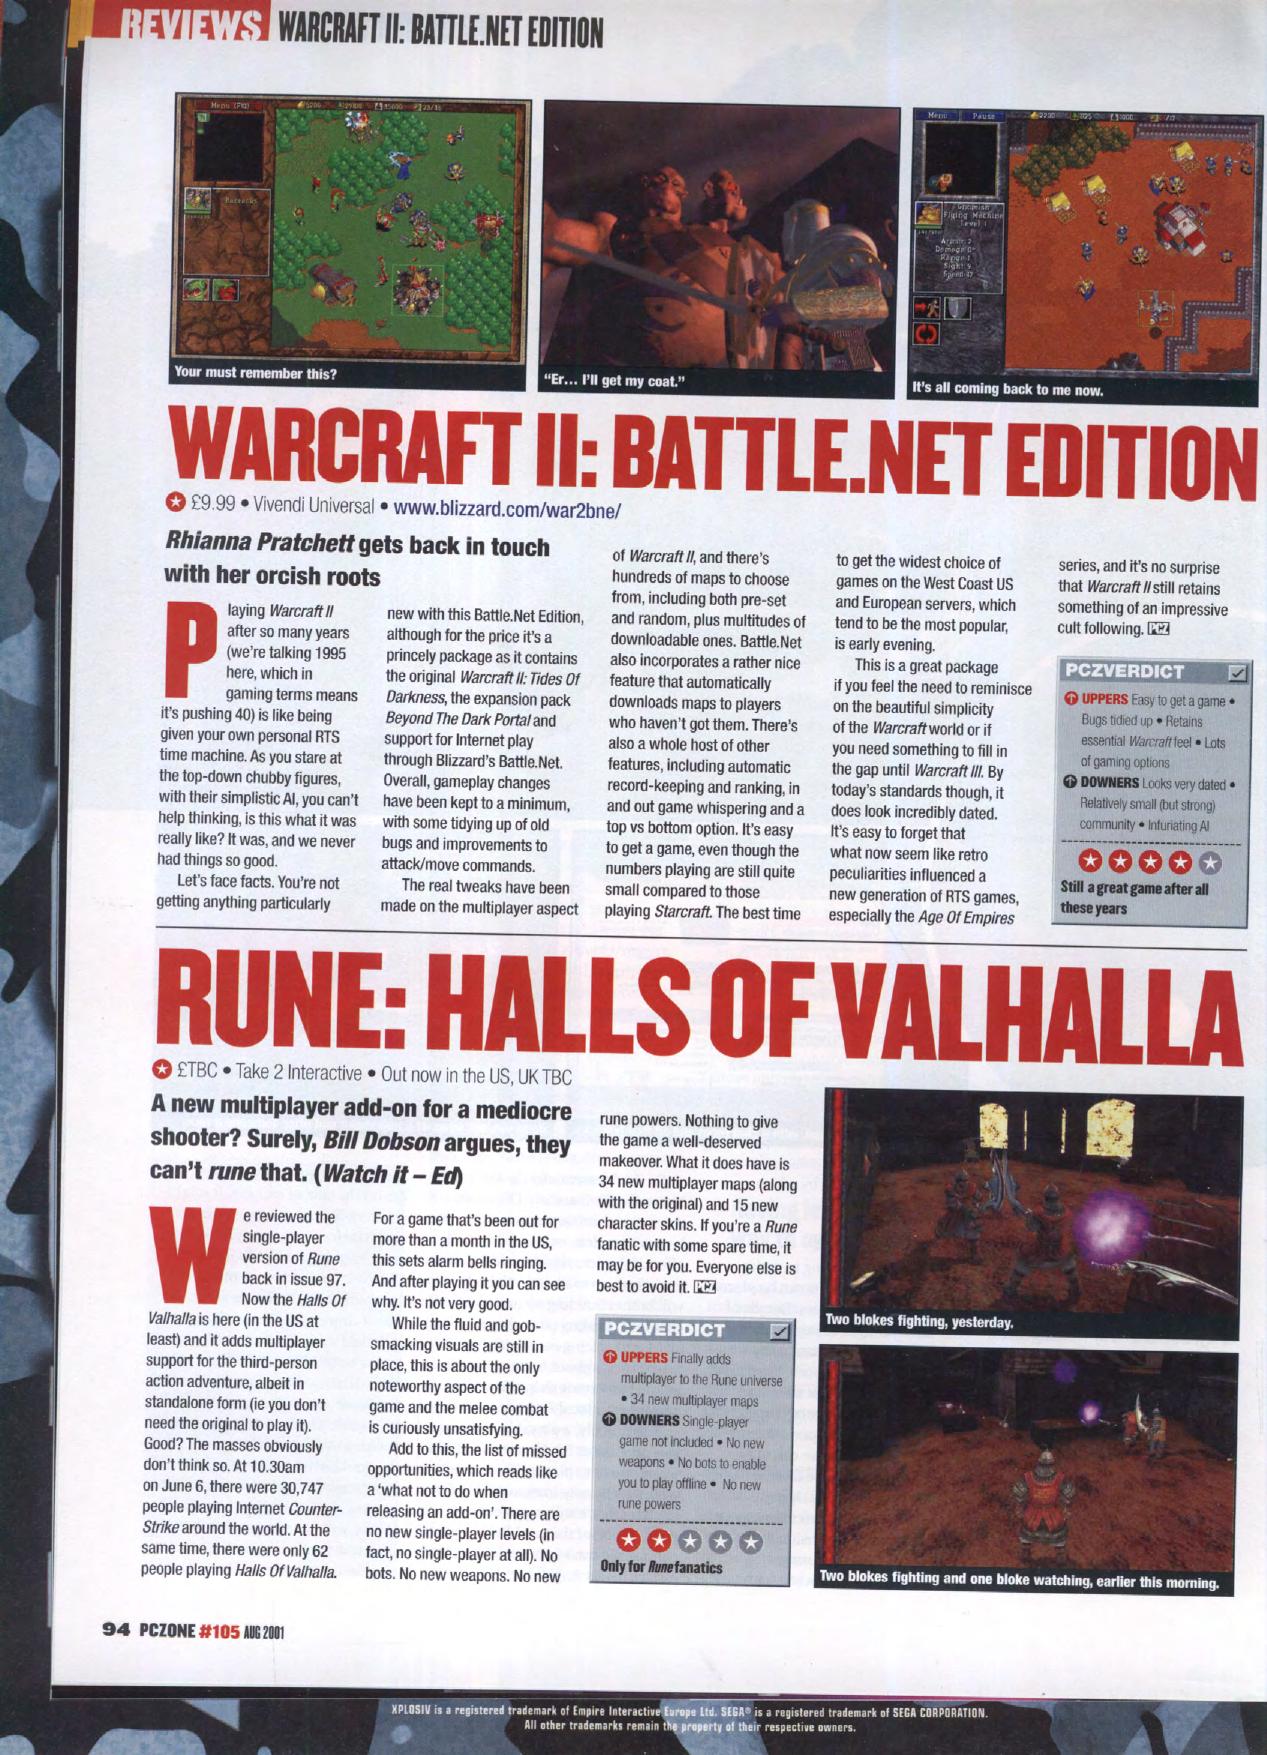 REVIEWS WARCRAFT II: BATTLE.NET EDITION
Menu (F10)
Barracks
Menu Pause
Flying Machine
Level 1
Armor: 2
Damage: 0
Range: 1
Sight: 9
Speed: 17
Your must remember this?
"Er... I'll get my coat."
It's all coming back to me now.
WARCRAFT II: BATTLE.NET EDITION
£9.99 • Vivendi Universal • www.blizzard.com/war2bne/
Rhianna Pratchett gets back in touch
with her orcish roots
Playing Warcraft II
after so many years
(we're talking 1995
here, which in
gaming terms means
it's pushing 40) is like being
given your own personal RTS
time machine. As you stare at
the top-down chubby figures,
with their simplistic AI, you can't
help thinking, is this what it was
really like? It was, and we never
had things so good.
Let's face facts. You're not
getting anything particularly
new with this Battle.Net Edition,
although for the price it's a
princely package as it contains
the original Warcraft II: Tides Of
Darkness, the expansion pack
Beyond The Dark Portal and
support for Internet play
through Blizzard's Battle.Net.
Overall, gameplay changes
have been kept to a minimum,
with some tidying up of old
bugs and improvements to
attack/move commands.
The real tweaks have been
made on the multiplayer aspect
of Warcraft II, and there's
hundreds of maps to choose
from, including both pre-set
and random, plus multitudes of
downloadable ones. Battle.Net
also incorporates a rather nice
feature that automatically
downloads maps to players
who haven't got them. There's
also a whole host of other
features, including automatic
record-keeping and ranking, in
and out game whispering and a
top vs bottom option. It's easy
to get a game, even though the
numbers playing are still quite
small compared to those
playing Starcraft. The best time
to get the widest choice of
games on the West Coast US
and European servers, which
tend to be the most popular,
is early evening.
This is a great package
if you feel the need to reminisce
on the beautiful simplicity
of the Warcraft world or if
you need something to fill in
the gap until Warcraft III. By
today's standards though, it
does look incredibly dated.
It's easy to forget that
what now seem like retro
peculiarities influenced a
new generation of RTS games,
especially the Age Of Empires
series, and it's no surprise
that Warcraft II still retains
something of an impressive
cult following. PCZ
PCZVERDICT
UPPERS Easy to get a game •
Bugs tidied up • Retains
essential Warcraft feel • Lots
of gaming options
DOWNERS Looks very dated •
Relatively small (but strong)
community • Infuriating AI
Still a great game after all
these years
RUNE: HALLS OF VALHALLA
£TBC • Take 2 Interactive • Out now in the US, UK TBC
A new multiplayer add-on for a mediocre
shooter? Surely, Bill Dobson argues, they
can't rune that. (Watch it – Ed)
We reviewed the
single-player
version of Rune
back in issue 97.
Now the Halls Of
Valhalla is here (in the US at
least) and it adds multiplayer
support for the third-person
action adventure, albeit in
standalone form (ie you don't
need the original to play it).
Good? The masses obviously
don't think so. At 10.30am
on June 6, there were 30,747
people playing Internet Counter-
Strike around the world. At the
same time, there were only 62
people playing Halls Of Valhalla.
For a game that's been out for
more than a month in the US,
this sets alarm bells ringing.
And after playing it you can see
why. It's not very good.
While the fluid and gob-
smacking visuals are still in
place, this is about the only
noteworthy aspect of the
game and the melee combat
is curiously unsatisfying.
Add to this, the list of missed
opportunities, which reads like
a 'what not to do when
releasing an add-on'. There are
no new single-player levels (in
fact, no single-player at all). No
bots. No new weapons. No new
rune powers. Nothing to give
the game a well-deserved
makeover. What it does have is
34 new multiplayer maps (along
with the original) and 15 new
character skins. If you're a Rune
fanatic with some spare time, it
may be for you. Everyone else is
best to avoid it. PCZ
PCZVERDICT
UPPERS Finally adds
multiplayer to the Rune universe
• 34 new multiplayer maps
DOWNERS Single-player
game not included • No new
weapons • No bots to enable
you to play offline • No new
rune powers
Only for Rune fanatics
Two blokes fighting, yesterday.
Two blokes fighting and one bloke watching, earlier this morning.
94 PCZONE #105 AUG 2001
XPLOSIV is a registered trademark of Empire Interactive Europe Ltd. SEGA® is a registered trademark of SEGA CORPORATION.
All other trademarks remain the property of their respective owners.